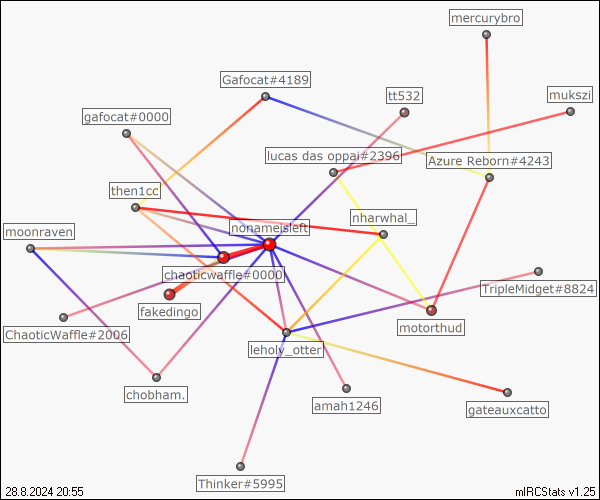 mercurybro
Gafocat#4189
tt532
mukszi
gafocat#0000
lucas das oppai#2396
Azure Reborn#4243
then1cc
nharwhal_
nonameisleft
moonraven
chaoticwaffle#0000
TripleMidget#8824
fakedingo
motorthud
ChaoticWaffle#2006
leholy_otter
chobham.
amah1246
gateauxcatto
Thinker#5995
28.8.2024 20:55
mIRCStats v1.25